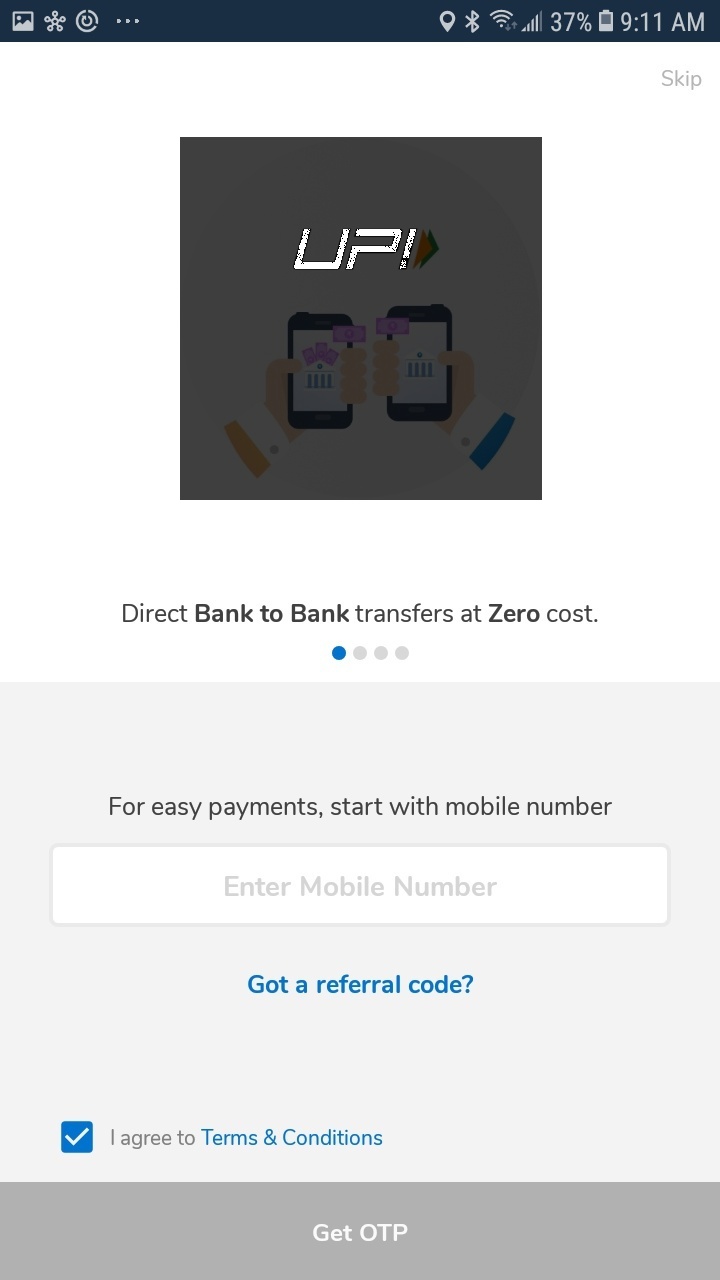 37% 9:11 AM
Skip
UPI
Direct Bank to Bank transfers at Zero cost.
For easy payments, start with mobile number
Enter Mobile Number
Got a referral code?
I agree to Terms & Conditions
Get OTP